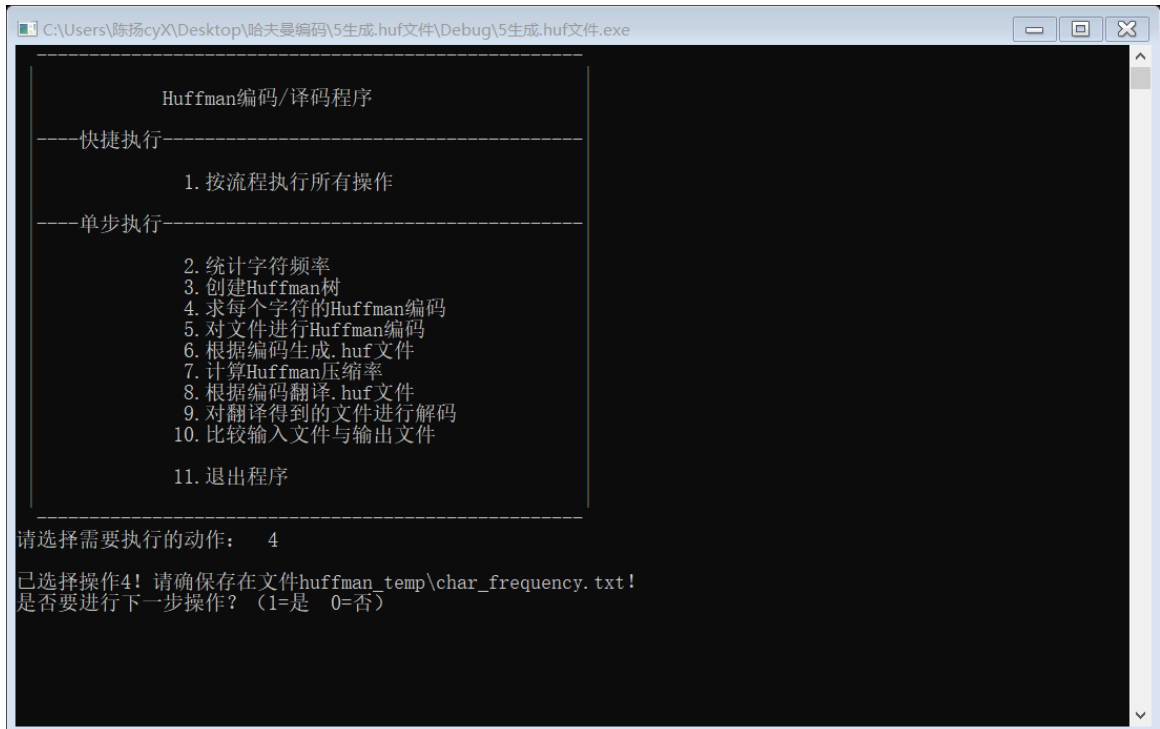 C:\Users\陈扬cyX\Desktop\哈夫曼编码\5生成.huf文件\Debug\5生成.huf文件.exe
Huffman编码/译码程序
----快捷执行----------------------------------------
1.按流程执行所有操作
----单步执行----------------------------------------
2.统计字符频率
3.创建Huffman树
4.求每个字符的Huffman编码
5.对文件进行Huffman编码
6.根据编码生成.huf文件
7.计算Huffman压缩率
8.根据编码翻译.huf文件
9.对翻译得到的文件进行解码
10.比较输入文件与输出文件
11.退出程序
请选择需要执行的动作： 4
已选择操作4！请确保存在文件huffman_temp\char_frequency.txt！
是否要进行下一步操作？（1=是 0=否）